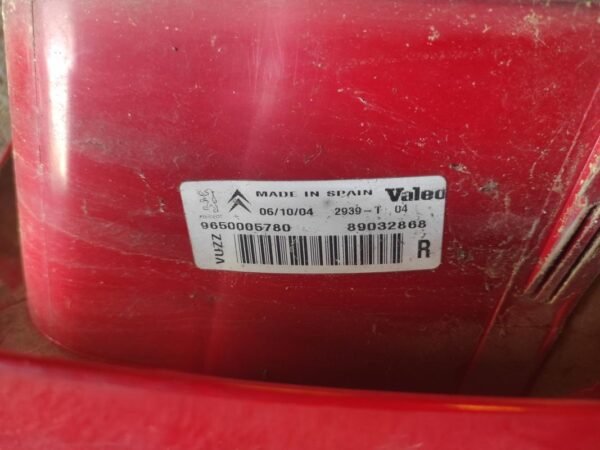 MADE IN SPAIN Valeo
06/10/04 2939-T 04
9650005780 89032868
VUZZ
R